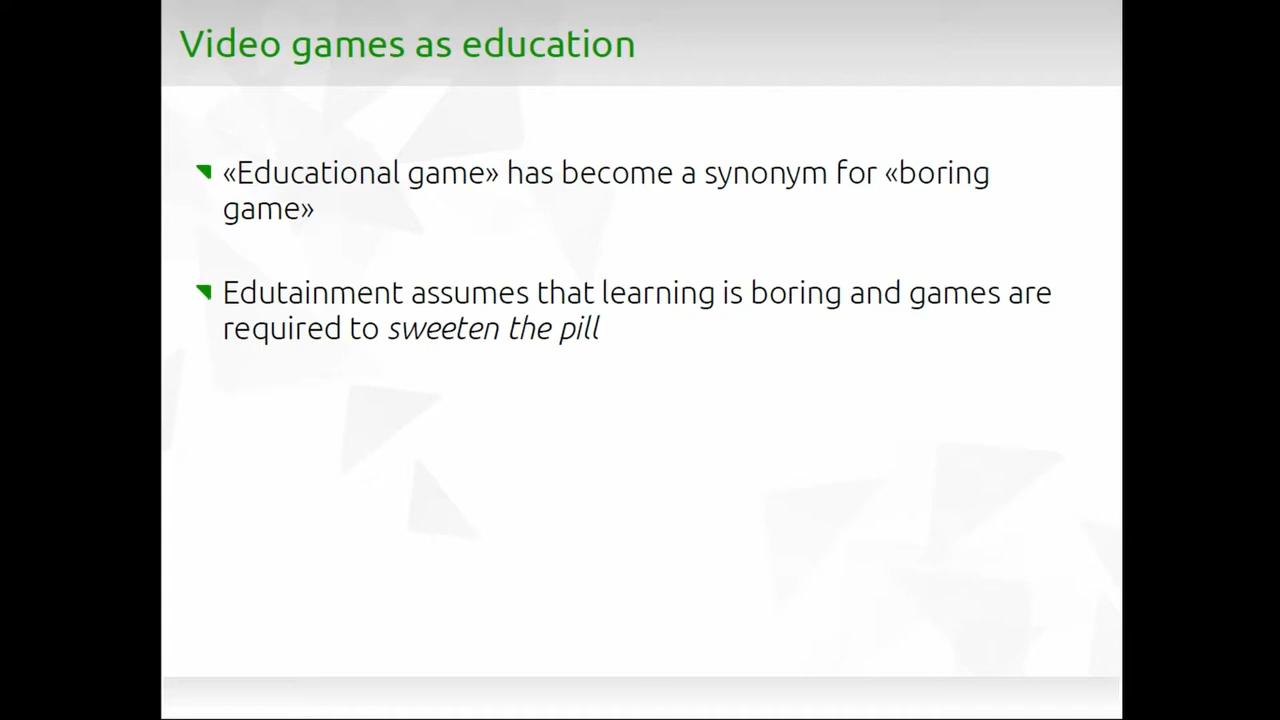 Video games as education
«Educational game» has become a synonym for «boring
game»
Edutainment assumes that learning is boring and games are
required to sweeten the pill